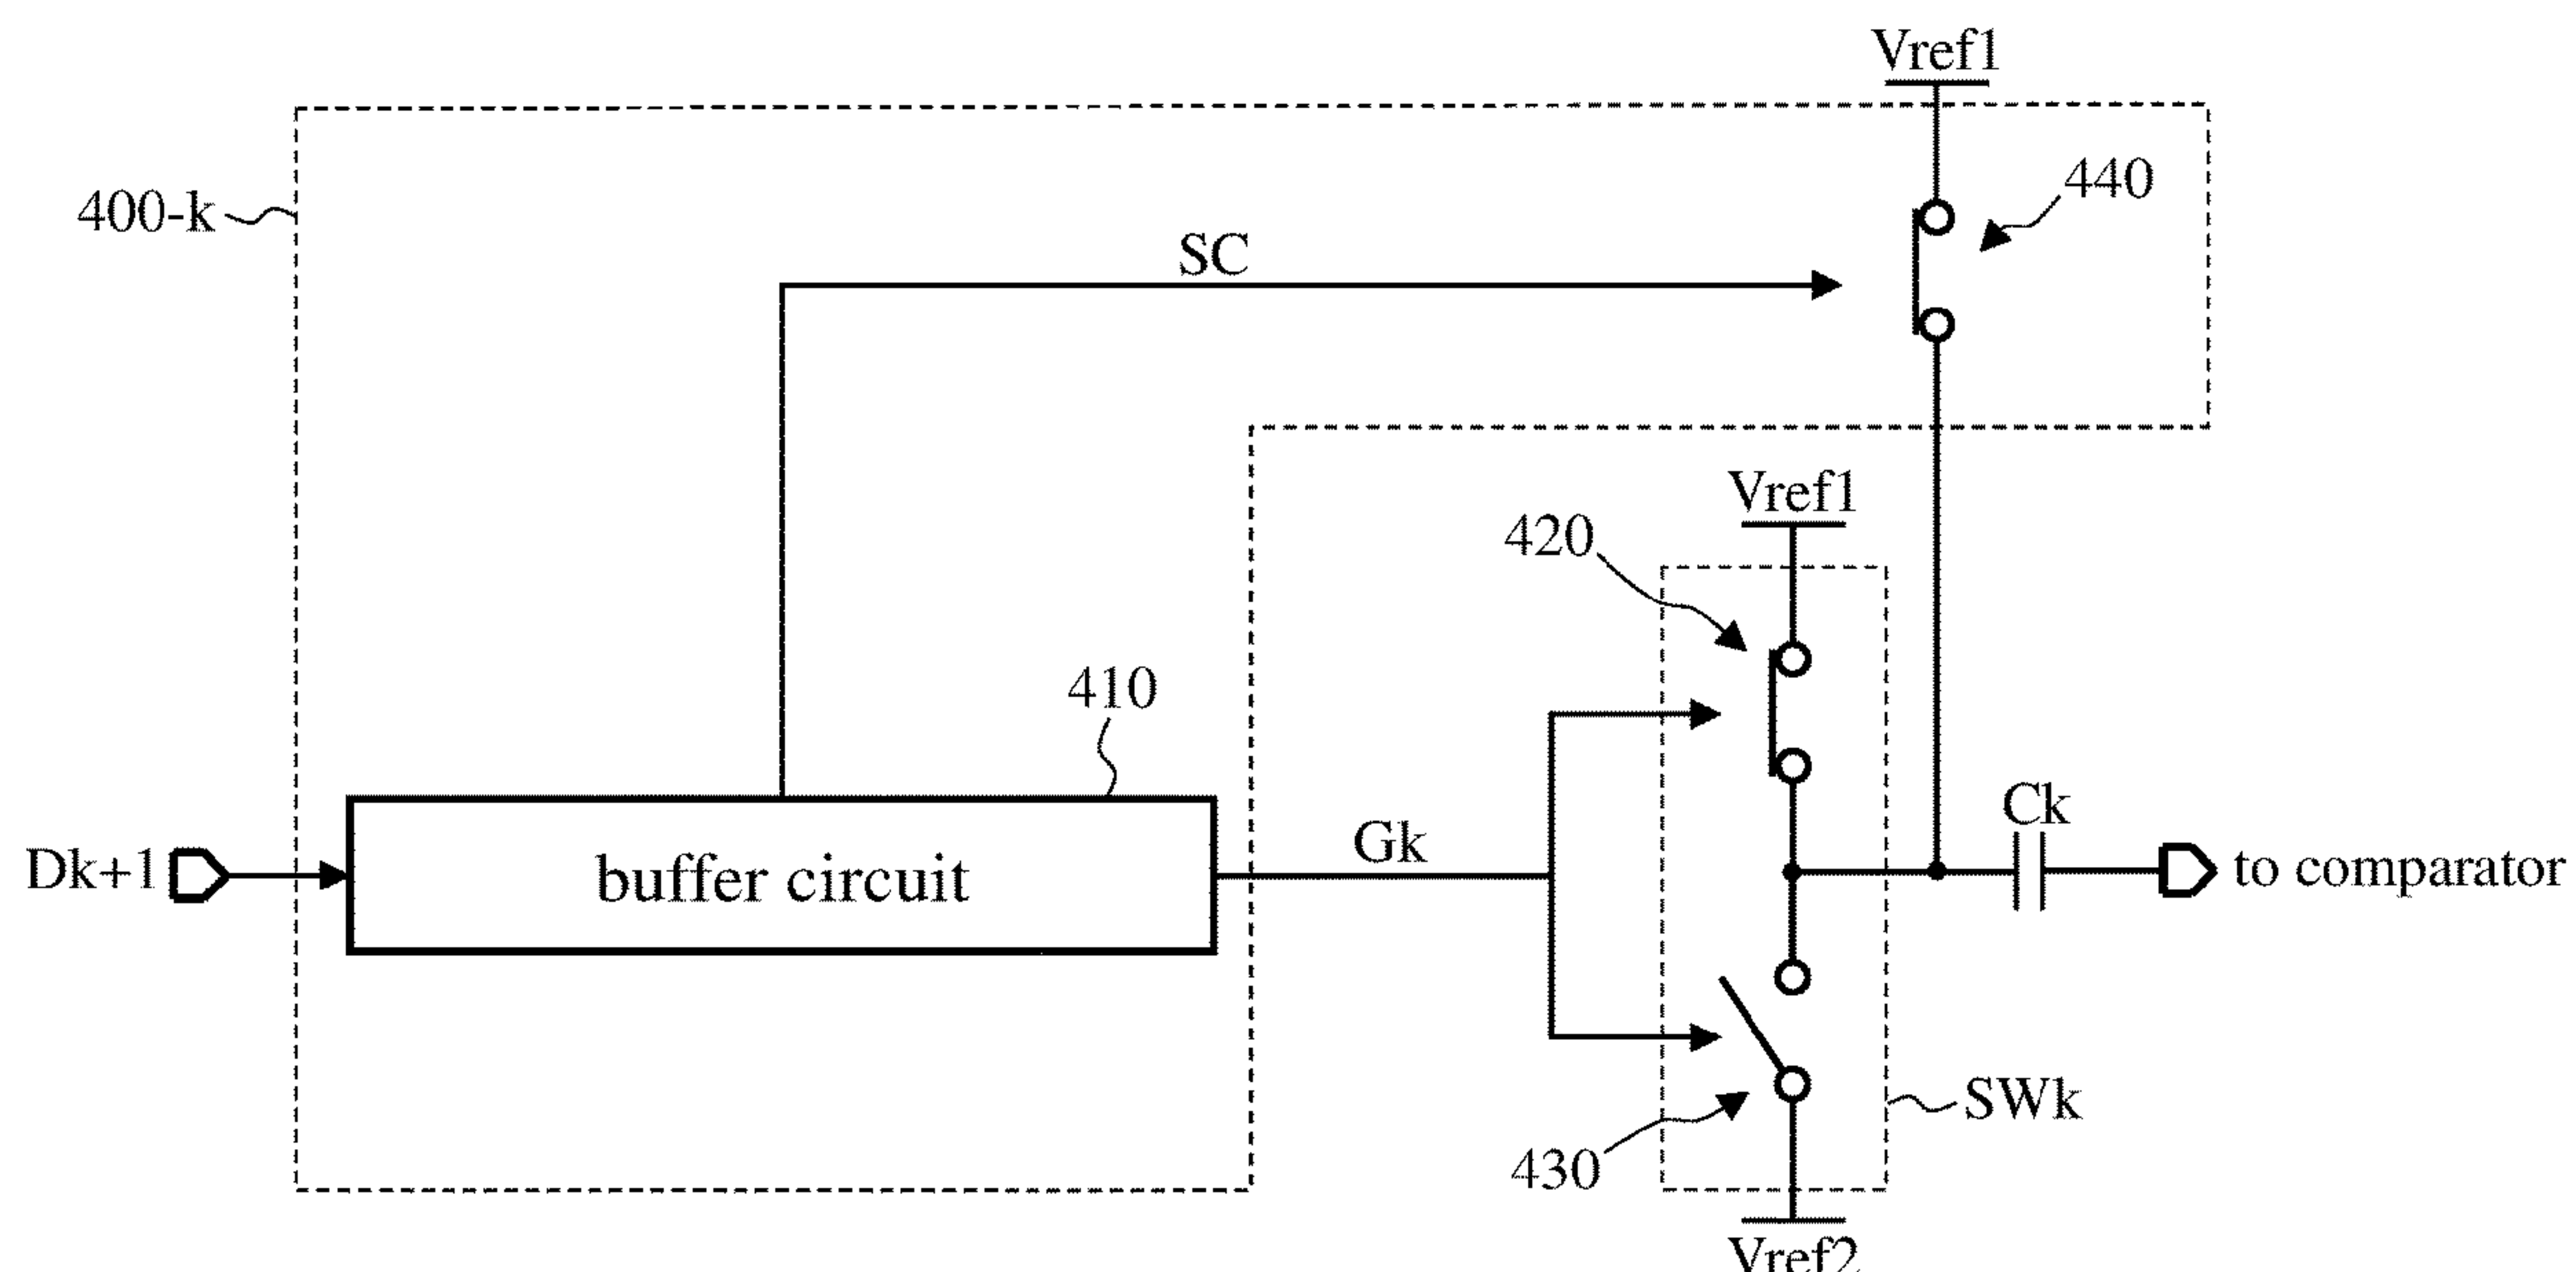 Vref1
440
400-k
SC
Vref1
420
410
Ck
Gk
Dk+1
buffer circuit
to comparator
SWk
430
Vref2